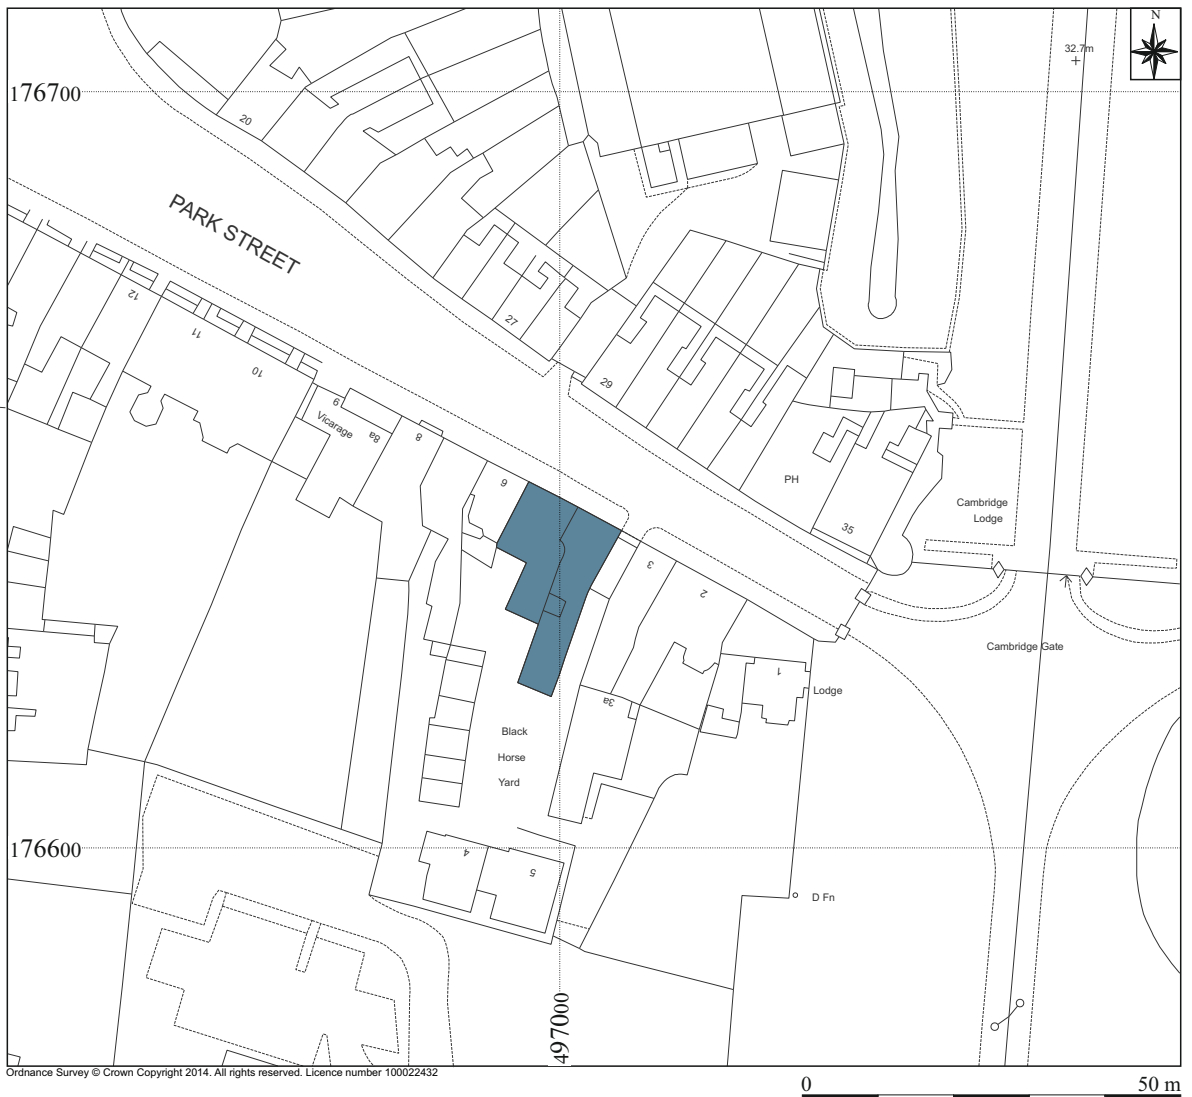 N
32.7m
176700
20
PARK STREET
12
11
10
27
29
9
Vicarage
8a
8
6
PH
35
Cambridge
Lodge
3
2
Cambridge Gate
1
Lodge
3a
Black
Horse
Yard
176600
4
5
D Fn
497000
Ordnance Survey © Crown Copyright 2014. All rights reserved. Licence number 100022432
0
50 m